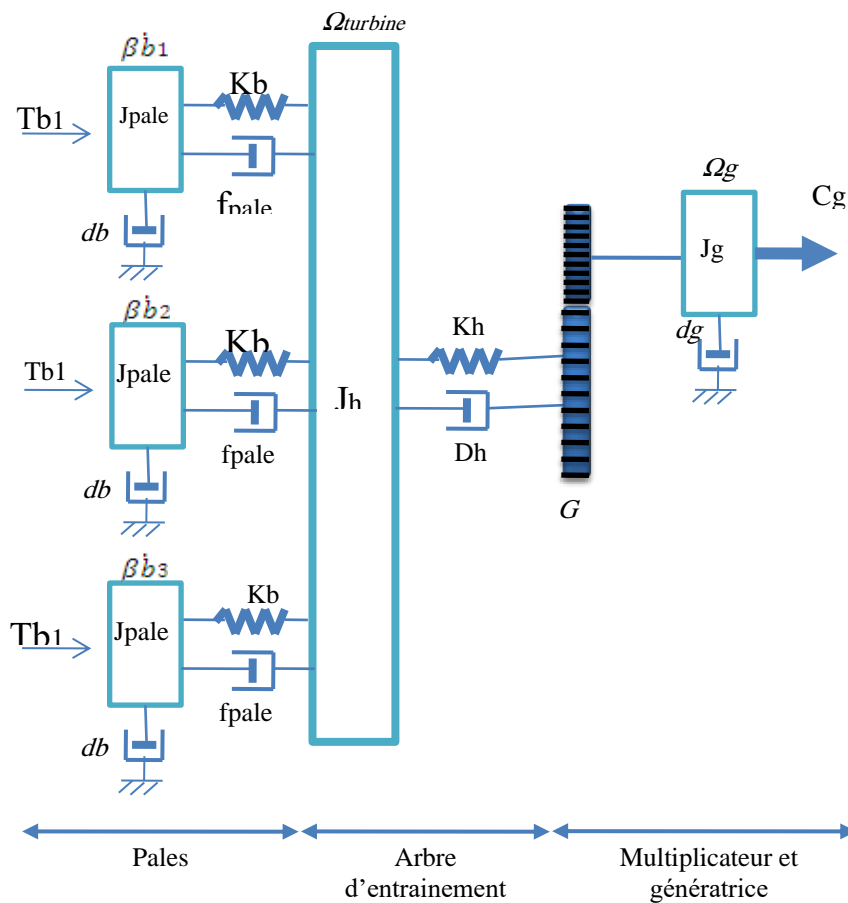 Ωturbine
βḃ1
Kb
Tb1
Jpale
fpale
db
Ωg
Cg
Jg
dg
βḃ2
Kb
Tb1
Jpale
fpale
db
Jh
Kh
Dh
G
βḃ3
Kb
Tb1
Jpale
fpale
db
Pales
Arbre
d’entrainement
Multiplicateur et
génératrice